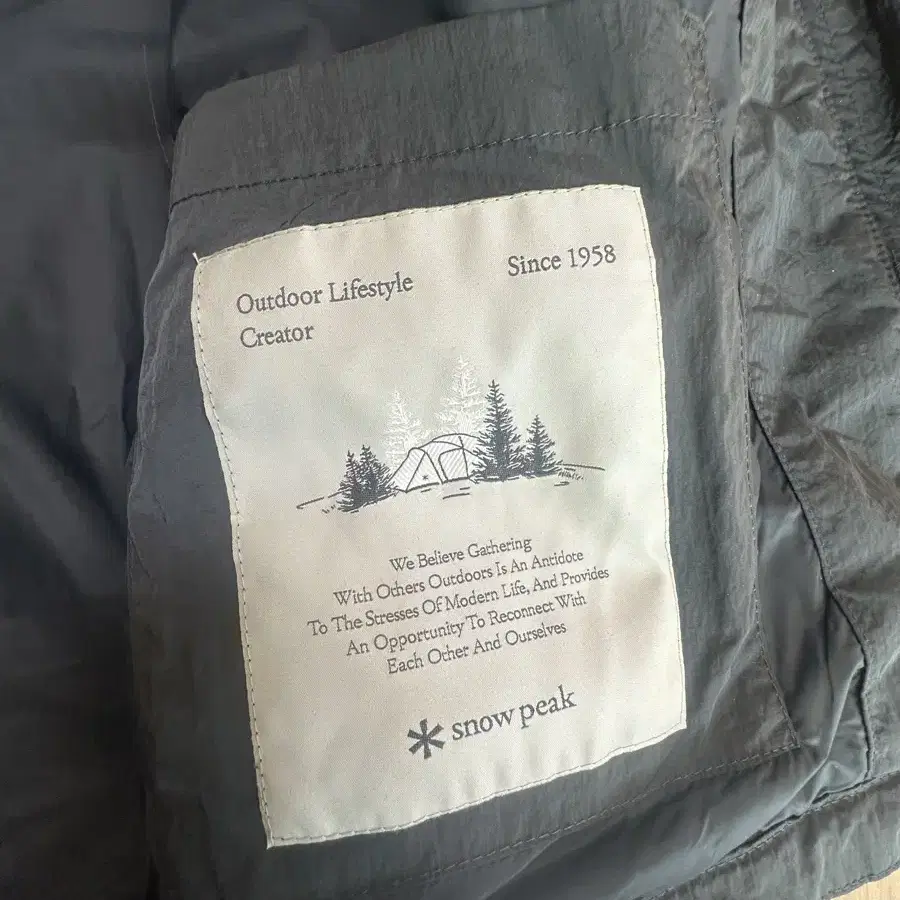 Outdoor Lifestyle
Creator
Since 1958
We Believe Gathering
With Others Outdoors Is An Antidote
To The Stresses Of Modern Life, And Provides
An Opportunity To Reconnect With
Each Other And Ourselves
snow peak